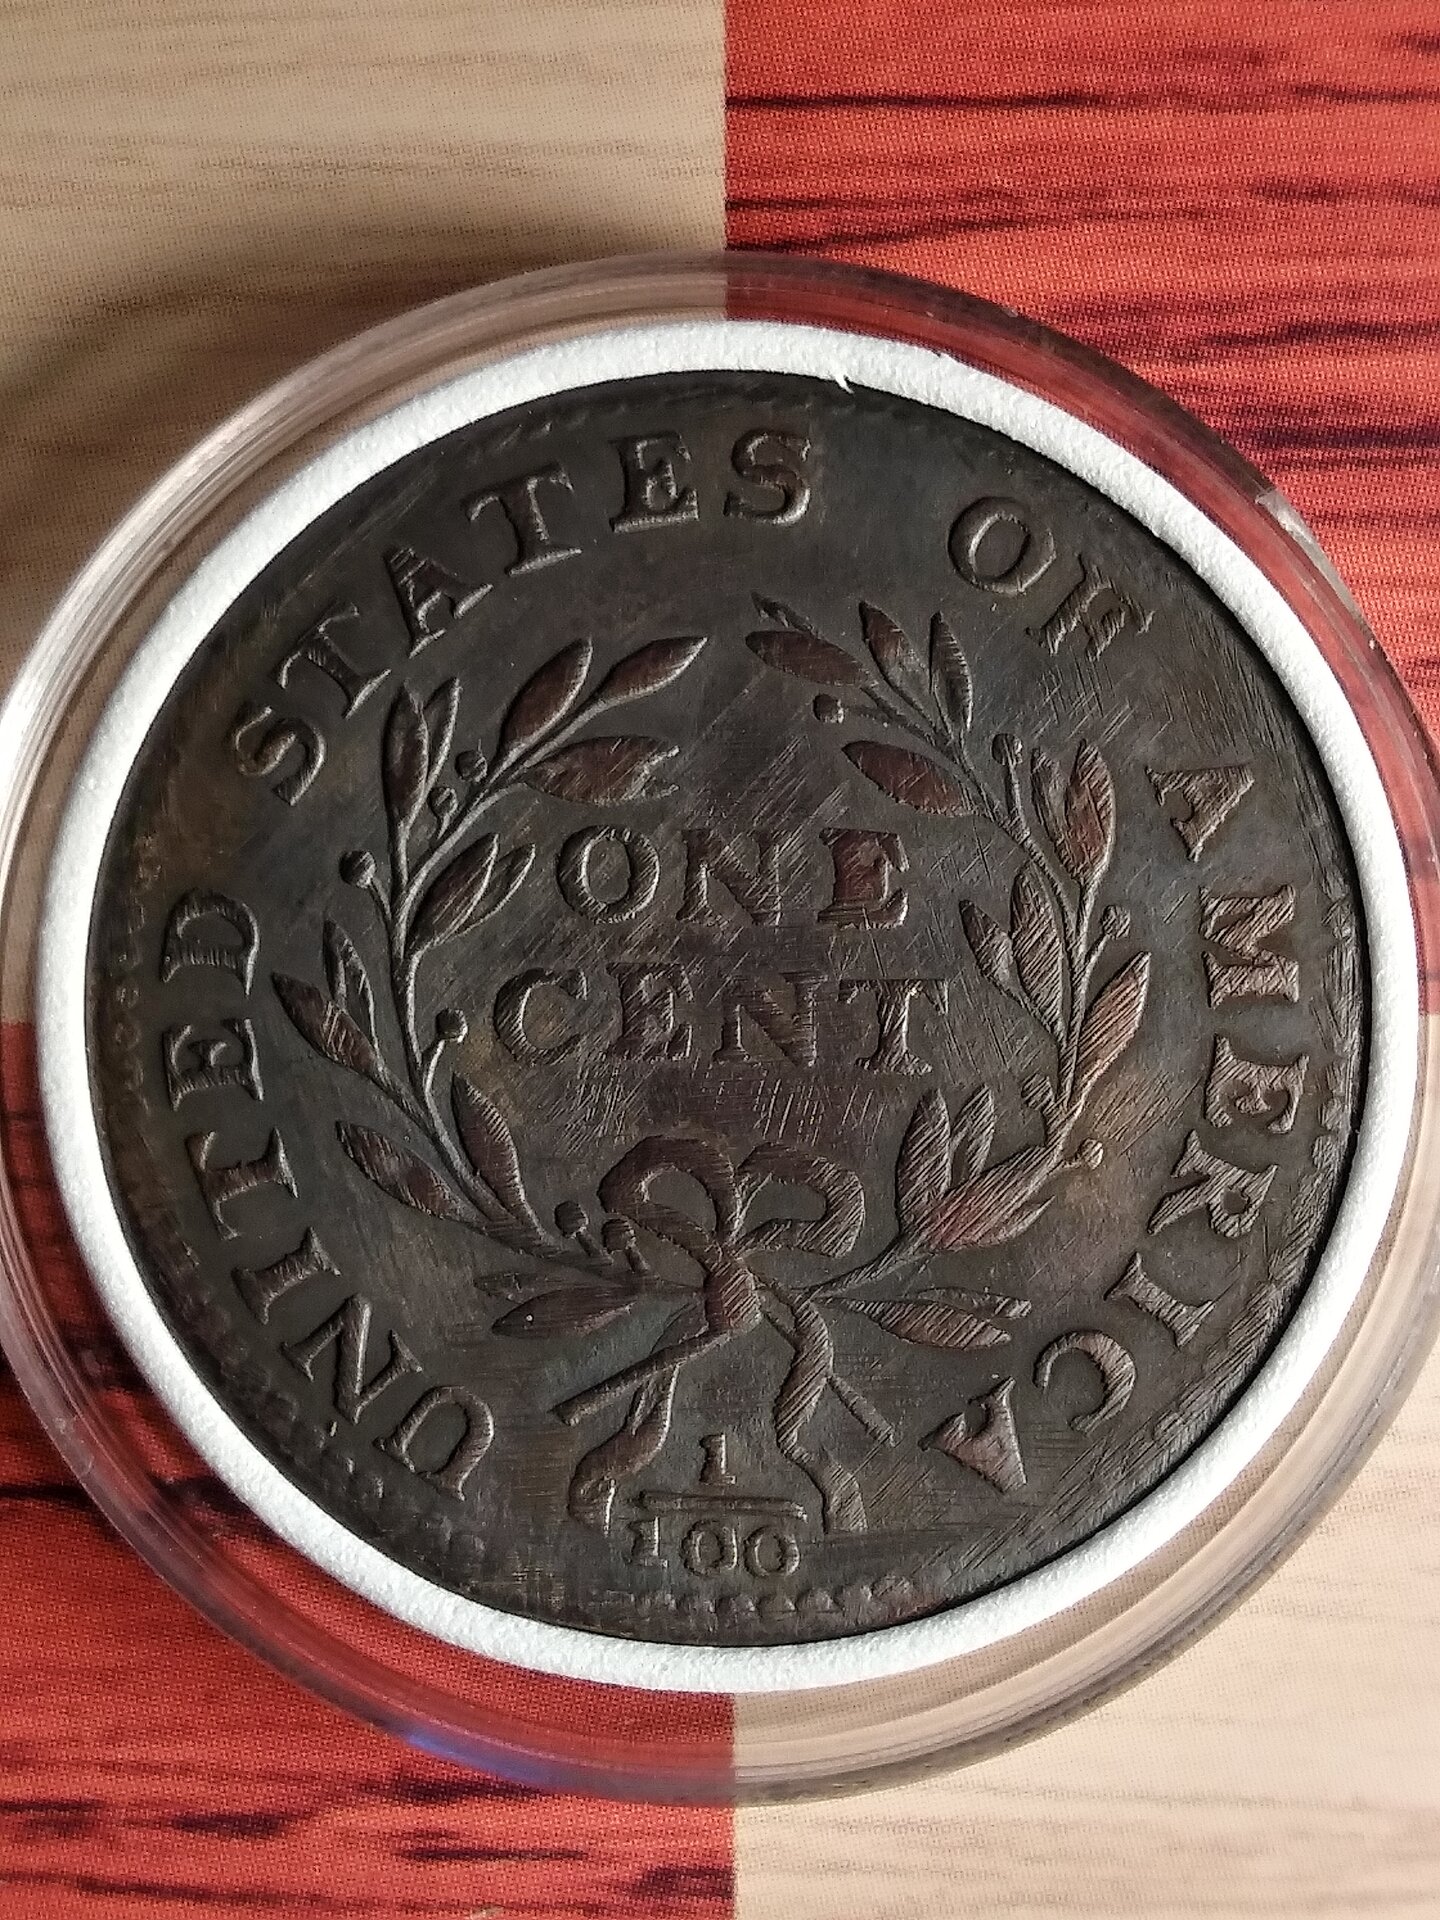 UNITED STATES OF AMERICA
ONE
CENT
1
100